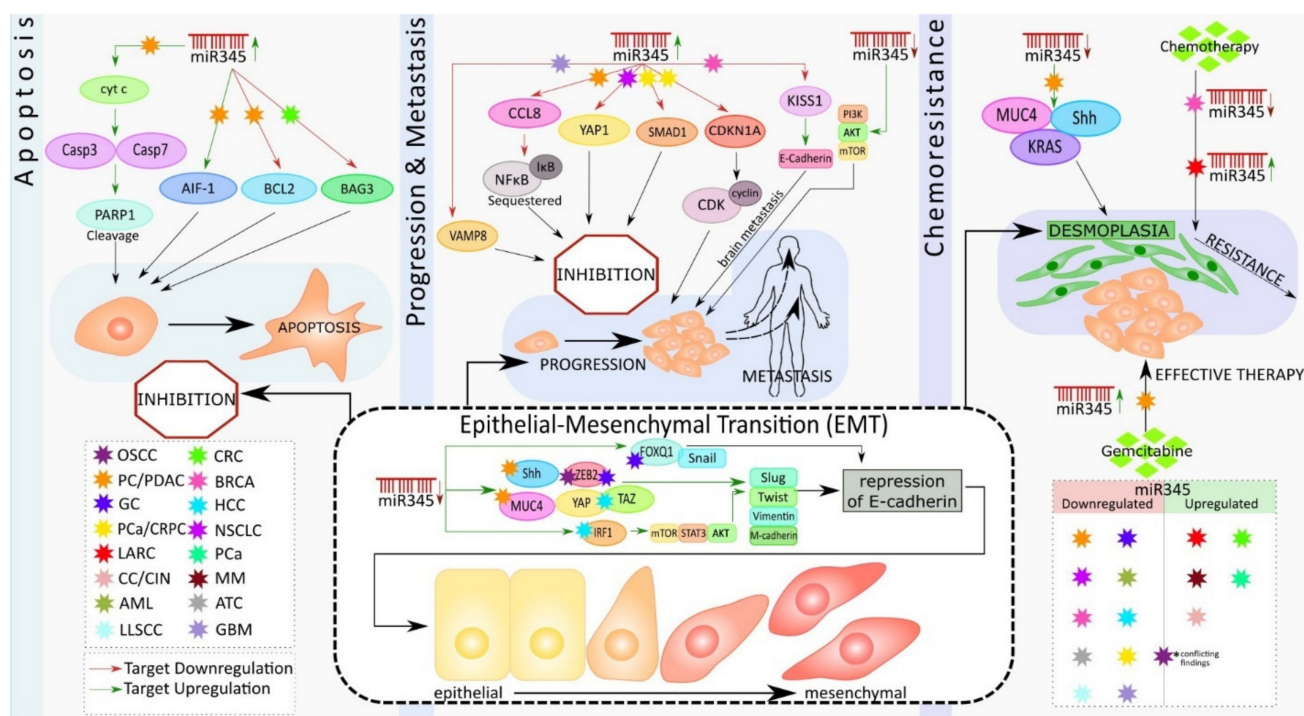 Apoptosis
miR345
cyt c
Casp3
Casp7
PARP1
Cleavage
AIF-1
BCL2
BAG3
APOPTOSIS
INHIBITION
OSCC
CRC
PC/PDAC
BRCA
GC
HCC
PCa/CRPC
NSCLC
LARC
PCa
CC/CIN
MM
AML
ATC
LLSCC
GBM
Target Downregulation
Target Upregulation
Progression & Metastasis
miR345
miR345
CCL8
YAP1
SMAD1
CDKN1A
KISS1
PI3K
AKT
mTOR
E-Cadherin
NFκB
IκB
Sequestered
CDK
cyclin
VAMP8
brain metastasis
INHIBITION
PROGRESSION
METASTASIS
Epithelial-Mesenchymal Transition (EMT)
miR345
FOXQ1
Snail
Shh
ZEB2
MUC4
YAP
TAZ
IRF1
mTOR
STAT3
AKT
Slug
Twist
Vimentin
M-cadherin
repression
of E-cadherin
epithelial
mesenchymal
Chemoresistance
miR345
Chemotherapy
MUC4
Shh
KRAS
miR345
miR345
DESMOPLASIA
RESISTANCE
EFFECTIVE THERAPY
miR345
Gemcitabine
miR345
Downregulated
Upregulated
*conflicting
findings